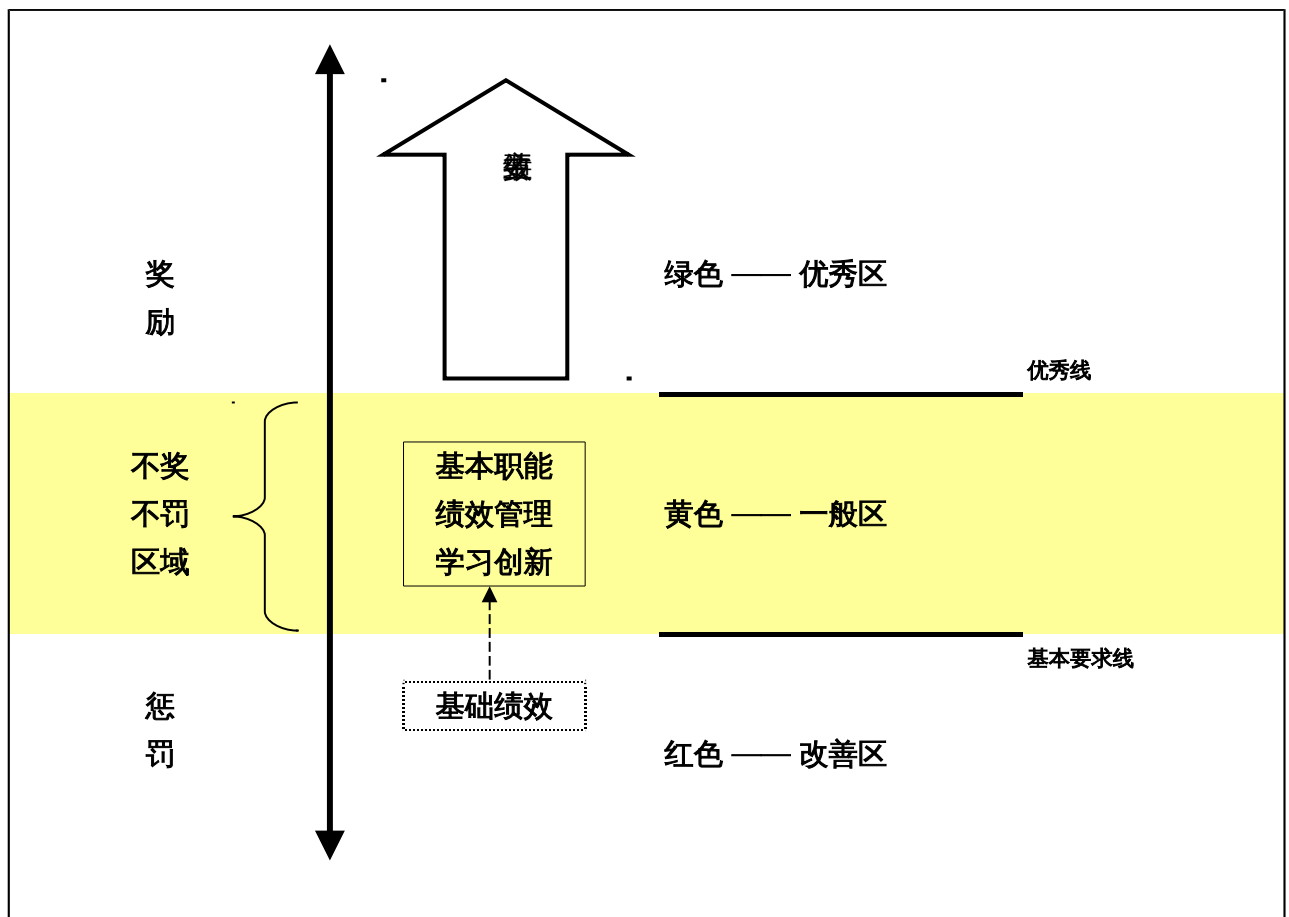 奖
励
绿色 —— 优秀区
优秀线
不奖
不罚
区域
基本职能
绩效管理
学习创新
黄色 —— 一般区
基本要求线
惩
罚
基础绩效
红色 —— 改善区